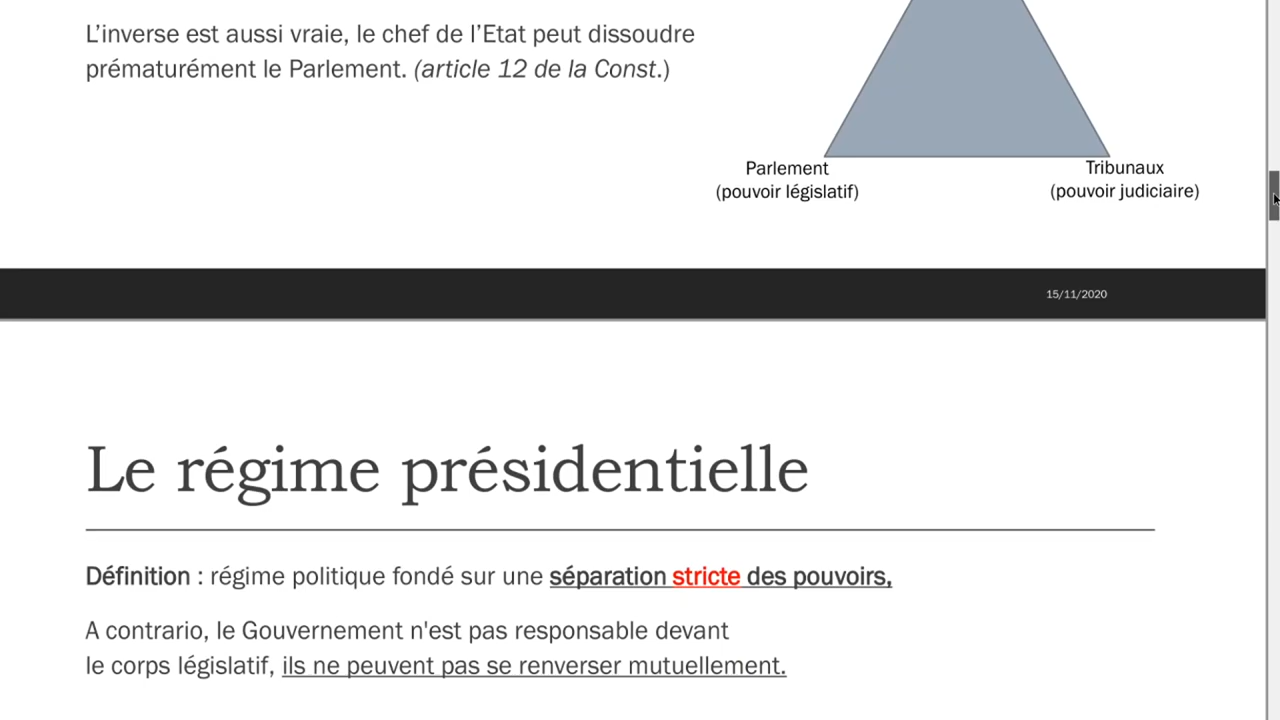 L’inverse est aussi vraie, le chef de l’Etat peut dissoudre
prématurément le Parlement. (article 12 de la Const.)
Parlement
(pouvoir législatif)
Tribunaux
(pouvoir judiciaire)
15/11/2020
Le régime présidentielle
Définition : régime politique fondé sur une séparation stricte des pouvoirs,
A contrario, le Gouvernement n'est pas responsable devant
le corps législatif, ils ne peuvent pas se renverser mutuellement.